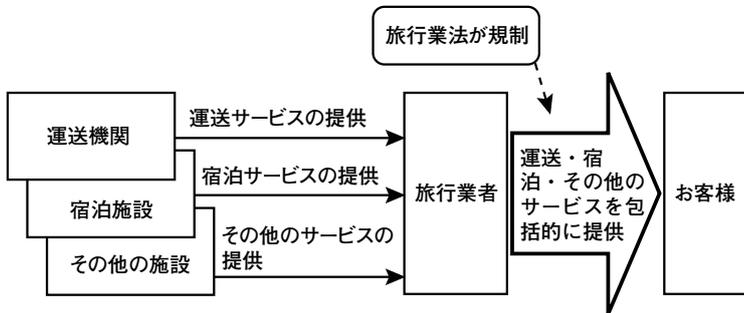 旅行業法が規制
運送機関
運送サービスの提供
宿泊施設
宿泊サービスの提供
その他の施設
その他のサービスの
提供
旅行業者
運送・宿
泊・その他の
サービスを包
括的に提供
お客様